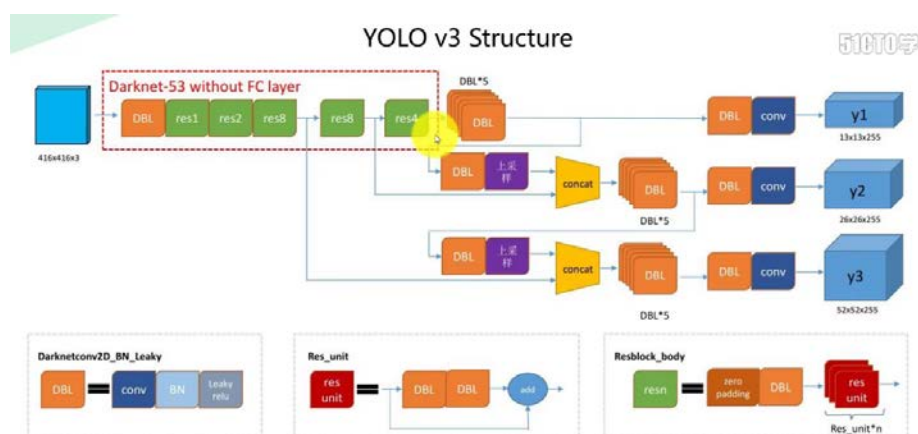 YOLO v3 Structure
51CTO学
Darknet-53 without FC layer
DBL*5
DBL
res1
res2
res8
res8
res4
DBL
DBL
conv
y1
416x416x3
13x13x255
DBL
上采样
concat
DBL
DBL*5
DBL
conv
y2
26x26x255
DBL
上采样
concat
DBL
DBL*5
DBL
conv
y3
52x52x255
Darknetconv2D_BN_Leaky
DBL
conv
BN
Leaky
relu
Res_unit
res
unit
DBL
DBL
add
Resblock_body
resn
zero
padding
DBL
res
unit
Res_unit*n